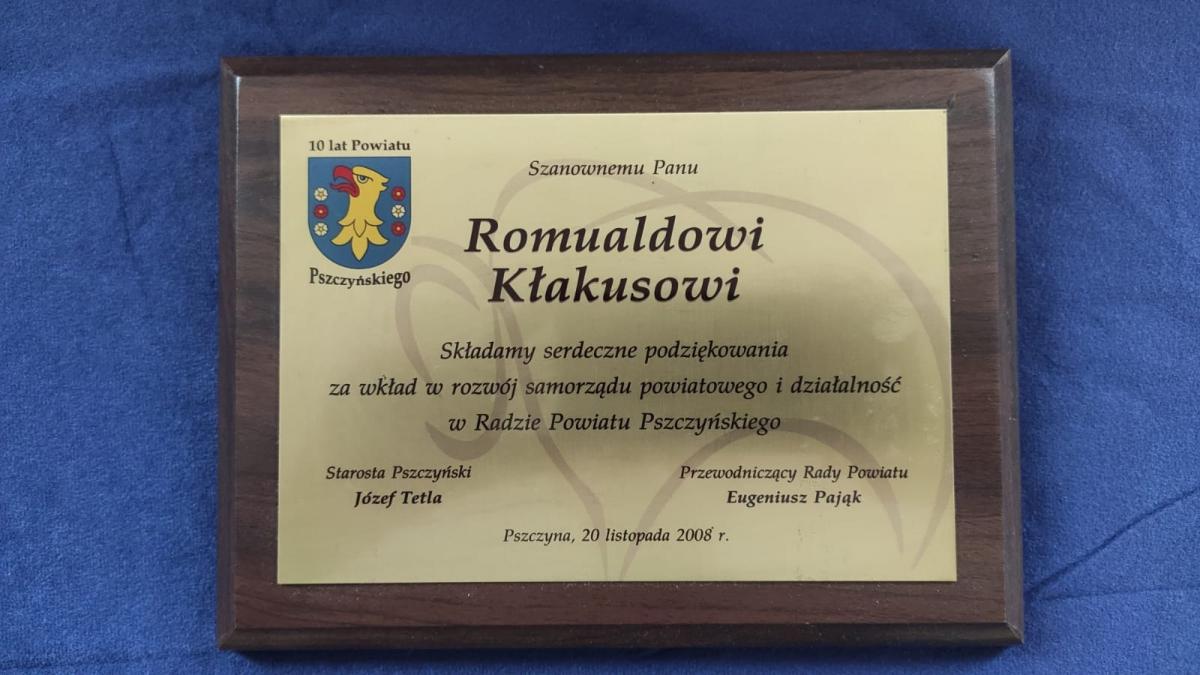 10 lat Powiatu
Pszczyńskiego
Szanownemu Panu
Romualdowi
Kłakusowi
Składamy serdeczne podziękowania
za wkład w rozwój samorządu powiatowego i działalność
w Radzie Powiatu Pszczyńskiego
Starosta Pszczyński
Józef Tetla
Przewodniczący Rady Powiatu
Eugeniusz Pająk
Pszczyna, 20 listopada 2008 r.